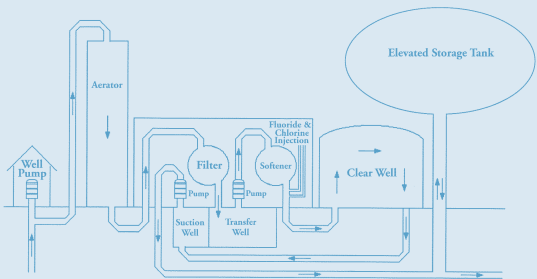 Elevated Storage Tank
Aerator
Fluoride &
Chlorine
Injection
Well
Pump
Filter
Softener
Clear Well
Pump
Pump
Suction
Well
Transfer
Well